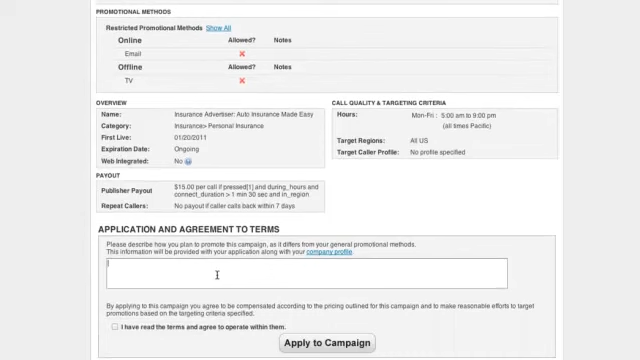 PROMOTIONAL METHODS
Restricted Promotional Methods Show All
Online Allowed? Notes
Email
Offline Allowed? Notes
TV
OVERVIEW
Name: Insurance Advertiser: Auto Insurance Made Easy
Category: Insurance> Personal Insurance
First Live: 01/20/2011
Expiration Date: Ongoing
Web Integrated: No
CALL QUALITY & TARGETING CRITERIA
Hours: Mon-Fri : 5:00 am to 9:00 pm
(all times Pacific)
Target Regions: All US
Target Caller Profile: No profile specified
PAYOUT
Publisher Payout $15.00 per call if pressed[1] and during_hours and
connect_duration > 1 min 30 sec and in_region
Repeat Callers: No payout if caller calls back within 7 days
APPLICATION AND AGREEMENT TO TERMS
Please describe how you plan to promote this campaign, as it differs from your general promotional methods.
This information will be provided with your application along with your company profile.
By applying to this campaign you agree to be compensated according to the pricing outlined for this campaign and to make reasonable efforts to target
promotions based on the targeting criteria specified.
I have read the terms and agree to operate within them.
Apply to Campaign